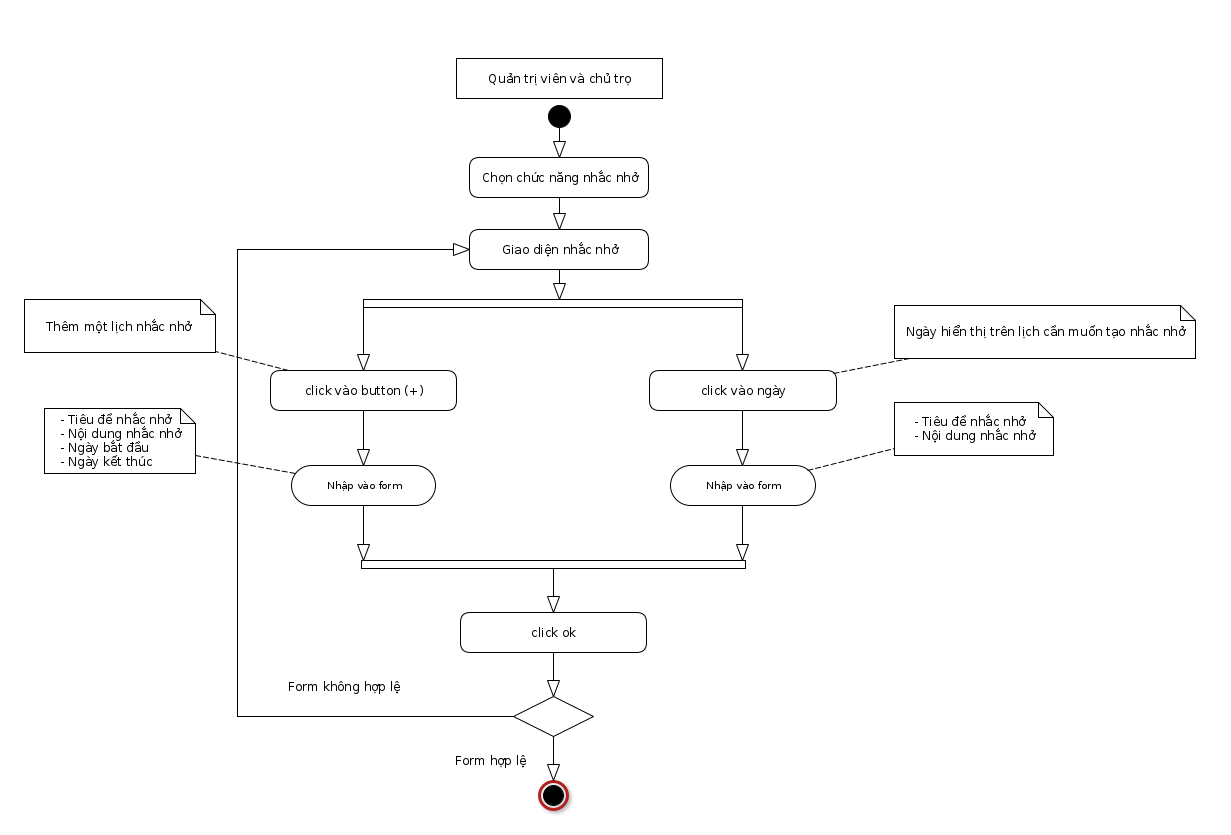 Quản trị viên và chủ trọ
Chọn chức năng nhắc nhở
Giao diện nhắc nhở
Thêm một lịch nhắc nhở
Ngày hiển thị trên lịch cần muốn tạo nhắc nhở
click vào button (+)
click vào ngày
- Tiêu đề nhắc nhở
- Nội dung nhắc nhở
- Ngày bắt đầu
- Ngày kết thúc
- Tiêu đề nhắc nhở
- Nội dung nhắc nhở
Nhập vào form
Nhập vào form
click ok
Form không hợp lệ
Form hợp lệ